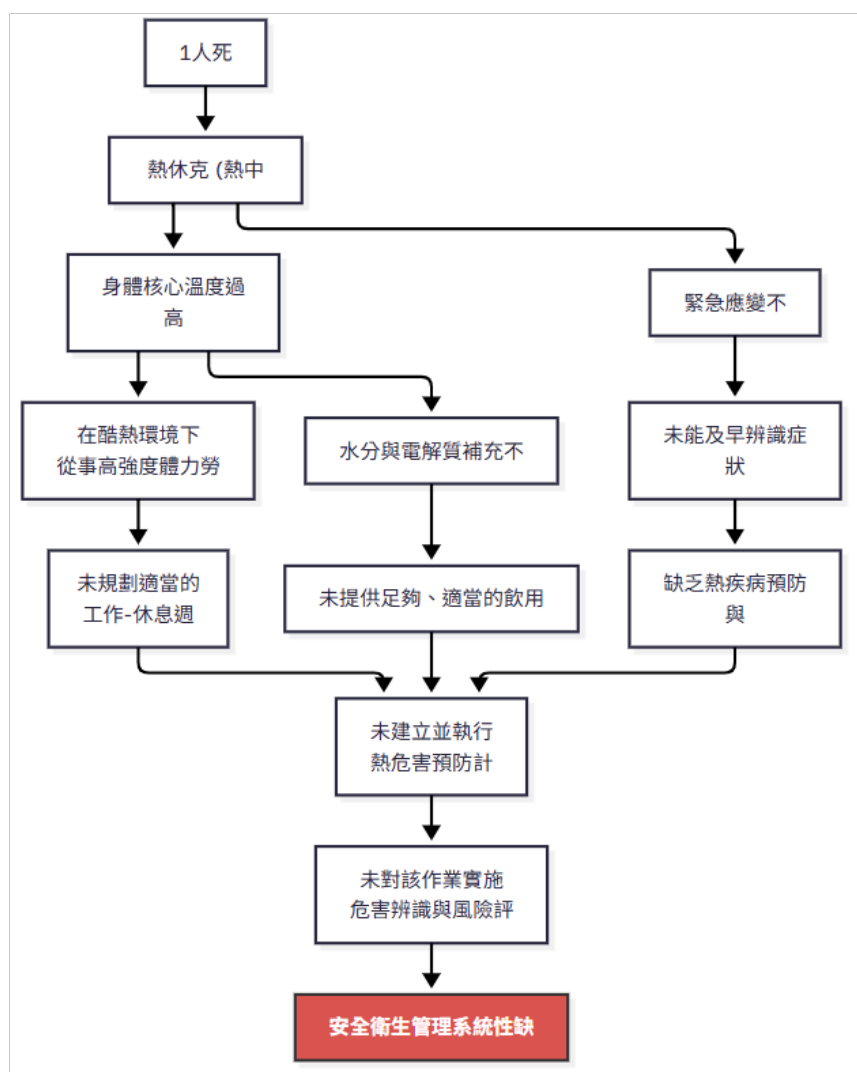 1人死
熱休克 (熱中
身體核心溫度過
高
緊急應變不
在酷熱環境下
從事高強度體力勞
水分與電解質補充不
未能及早辨識症
狀
未規劃適當的
工作-休息週
未提供足夠、適當的飲用
缺乏熱疾病預防
與
未建立並執行
熱危害預防計
未對該作業實施
危害辨識與風險評
安全衛生管理系統性缺